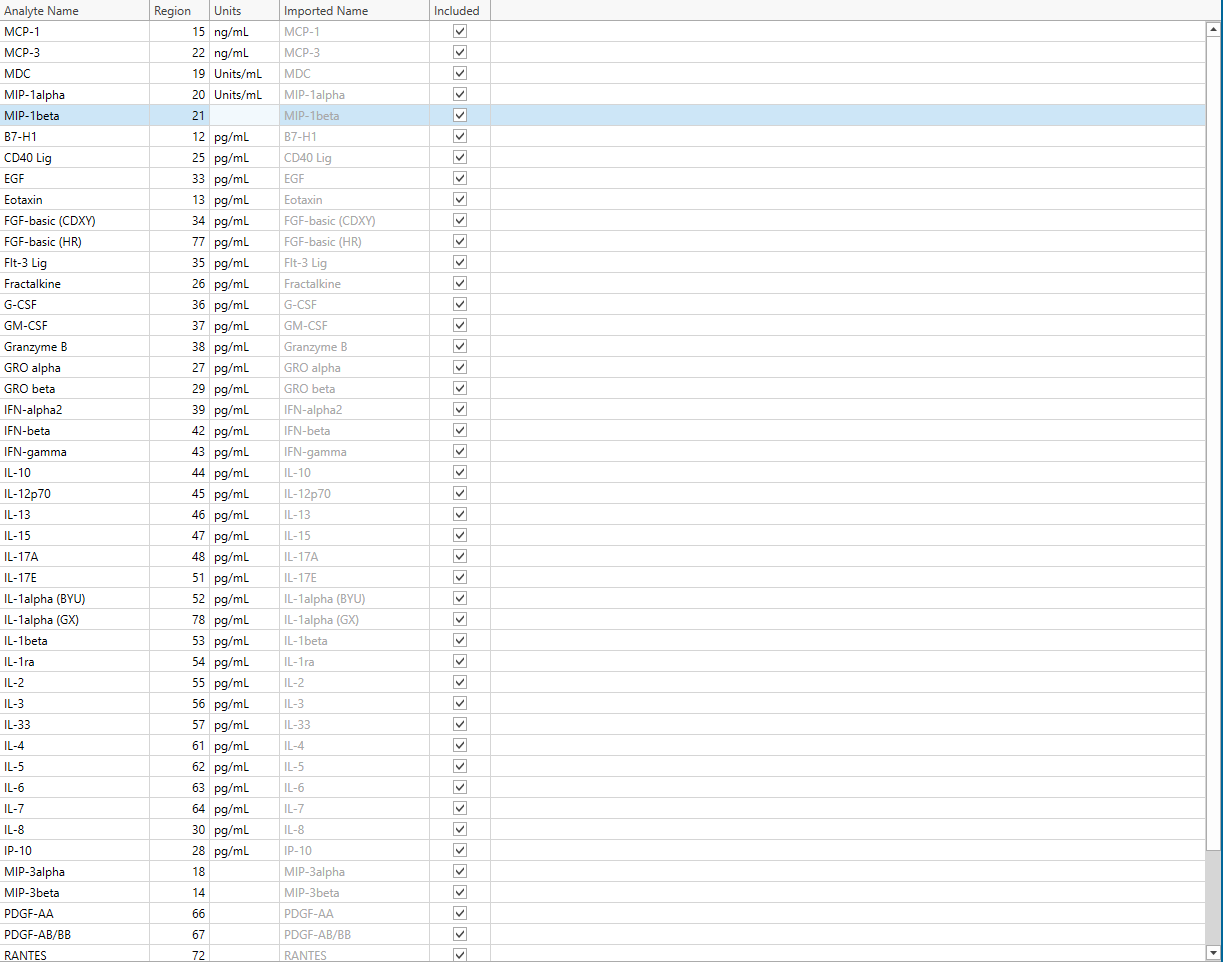 Analyte Name Region Units Imported Name Included
MCP-1 15 ng/mL MCP-1
MCP-3 22 ng/mL MCP-3
MDC 19 Units/mL MDC
MIP-1alpha 20 Units/mL MIP-1alpha
MIP-1beta 21 MIP-1beta
B7-H1 12 pg/mL B7-H1
CD40 Lig 25 pg/mL CD40 Lig
EGF 33 pg/mL EGF
Eotaxin 13 pg/mL Eotaxin
FGF-basic (CDXY) 34 pg/mL FGF-basic (CDXY)
FGF-basic (HR) 77 pg/mL FGF-basic (HR)
Flt-3 Lig 35 pg/mL Flt-3 Lig
Fractalkine 26 pg/mL Fractalkine
G-CSF 36 pg/mL G-CSF
GM-CSF 37 pg/mL GM-CSF
Granzyme B 38 pg/mL Granzyme B
GRO alpha 27 pg/mL GRO alpha
GRO beta 29 pg/mL GRO beta
IFN-alpha2 39 pg/mL IFN-alpha2
IFN-beta 42 pg/mL IFN-beta
IFN-gamma 43 pg/mL IFN-gamma
IL-10 44 pg/mL IL-10
IL-12p70 45 pg/mL IL-12p70
IL-13 46 pg/mL IL-13
IL-15 47 pg/mL IL-15
IL-17A 48 pg/mL IL-17A
IL-17E 51 pg/mL IL-17E
IL-1alpha (BYU) 52 pg/mL IL-1alpha (BYU)
IL-1alpha (GX) 78 pg/mL IL-1alpha (GX)
IL-1beta 53 pg/mL IL-1beta
IL-1ra 54 pg/mL IL-1ra
IL-2 55 pg/mL IL-2
IL-3 56 pg/mL IL-3
IL-33 57 pg/mL IL-33
IL-4 61 pg/mL IL-4
IL-5 62 pg/mL IL-5
IL-6 63 pg/mL IL-6
IL-7 64 pg/mL IL-7
IL-8 30 pg/mL IL-8
IP-10 28 pg/mL IP-10
MIP-3alpha 18 MIP-3alpha
MIP-3beta 14 MIP-3beta
PDGF-AA 66 PDGF-AA
PDGF-AB/BB 67 PDGF-AB/BB
RANTES 72 RANTES